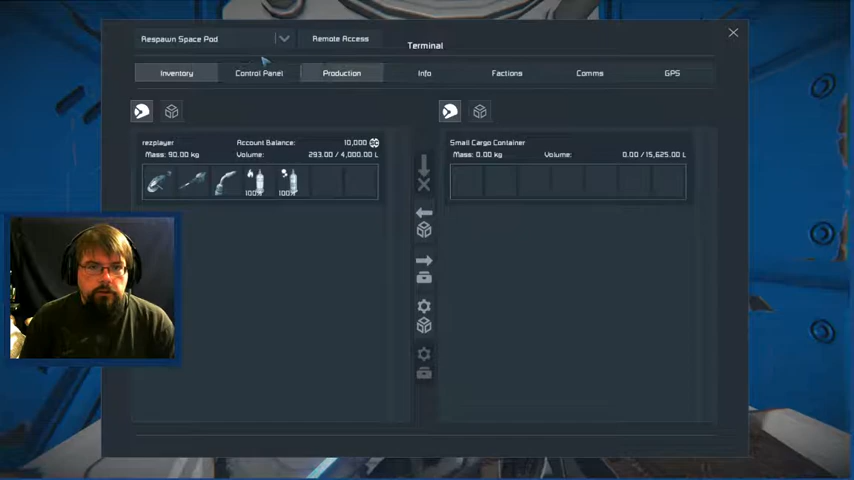 Respawn Space Pod
Remote Access
Terminal
Inventory
Control Panel
Production
Info
Factions
Comms
GPS
rezplayer
Account Balance: 10,000 SC
Mass: 90.00 kg
Volume: 293.00 / 4,000.00 L
100%
100%
Small Cargo Container
Mass: 0.00 kg
Volume: 0.00 / 15,625.00 L